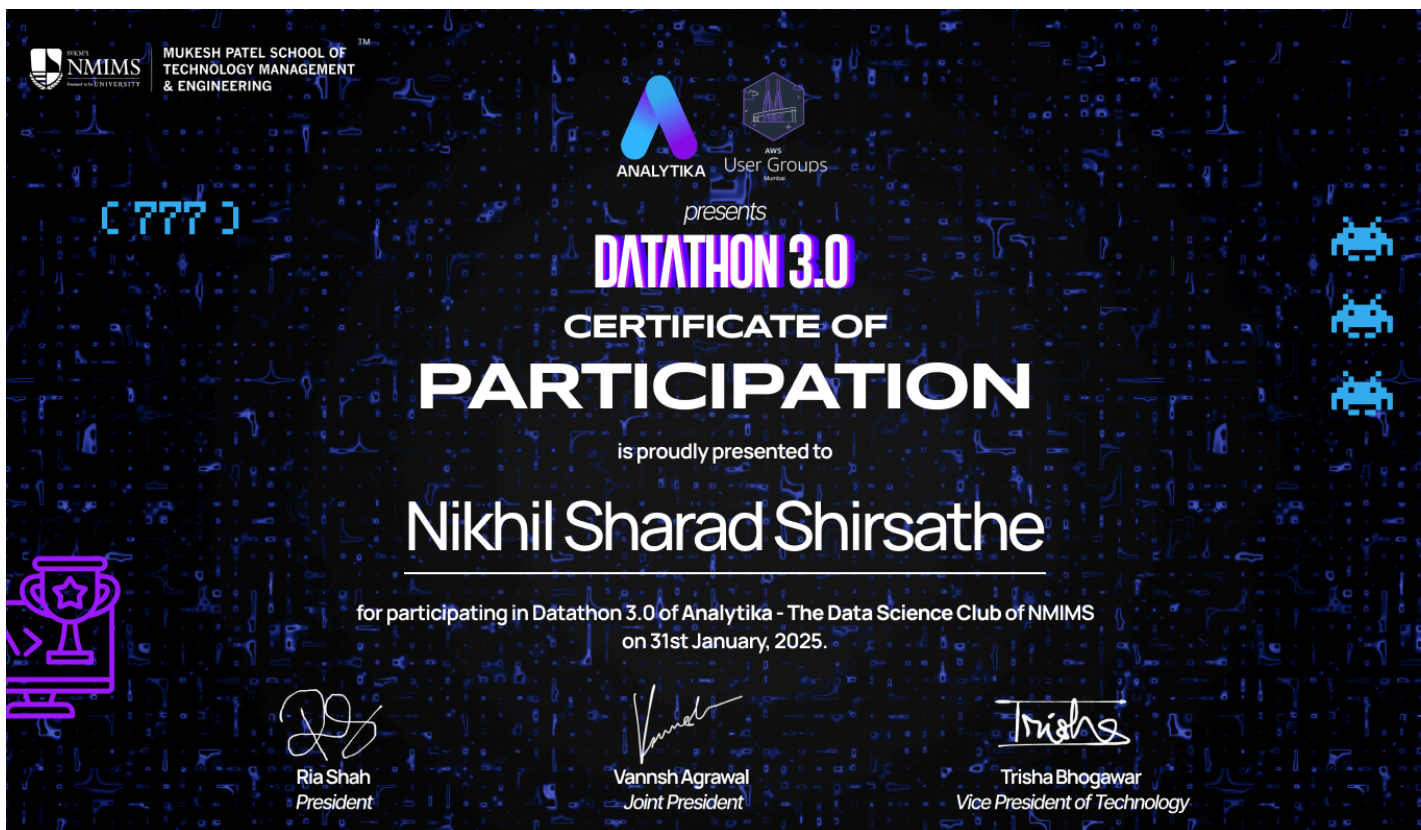 SVKM'S
NMIMS
Deemed to be UNIVERSITY
MUKESH PATEL SCHOOL OF
TECHNOLOGY MANAGEMENT
& ENGINEERING
TM
ANALYTIKA
AWS
User Groups
Mumbai
presents
DATATHON 3.0
(777)
CERTIFICATE OF
PARTICIPATION
is proudly presented to
Nikhil Sharad Shirsathe
for participating in Datathon 3.0 of Analytika - The Data Science Club of NMIMS
on 31st January, 2025.
Vannsh
Trisha
Ria Shah
President
Vannsh Agrawal
Joint President
Trisha Bhogawar
Vice President of Technology